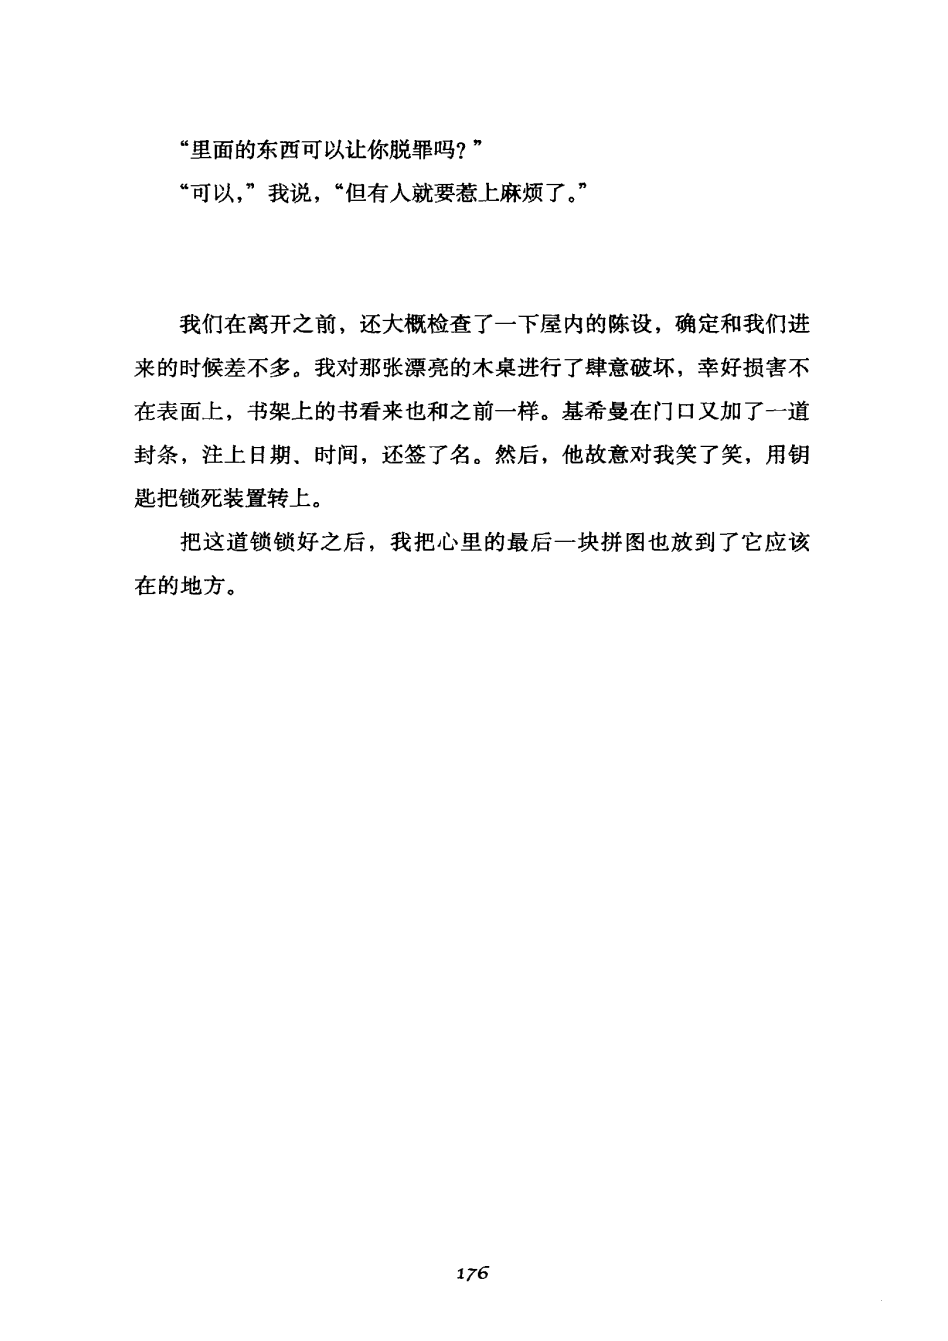 “里面的东西可以让你脱罪吗？”
“可以，”我说，“但有人就要惹上麻烦了。”
我们在离开之前，还大概检查了一下屋内的陈设，确定和我们进
来的时候差不多。我对那张漂亮的木桌进行了肆意破坏，幸好损害不
在表面上，书架上的书看来也和之前一样。基希曼在门口又加了一道
封条，注上日期、时间，还签了名。然后，他故意对我笑了笑，用钥
匙把锁死装置转上。
把这道锁锁好之后，我把心里的最后一块拼图也放到了它应该
在的地方。
176